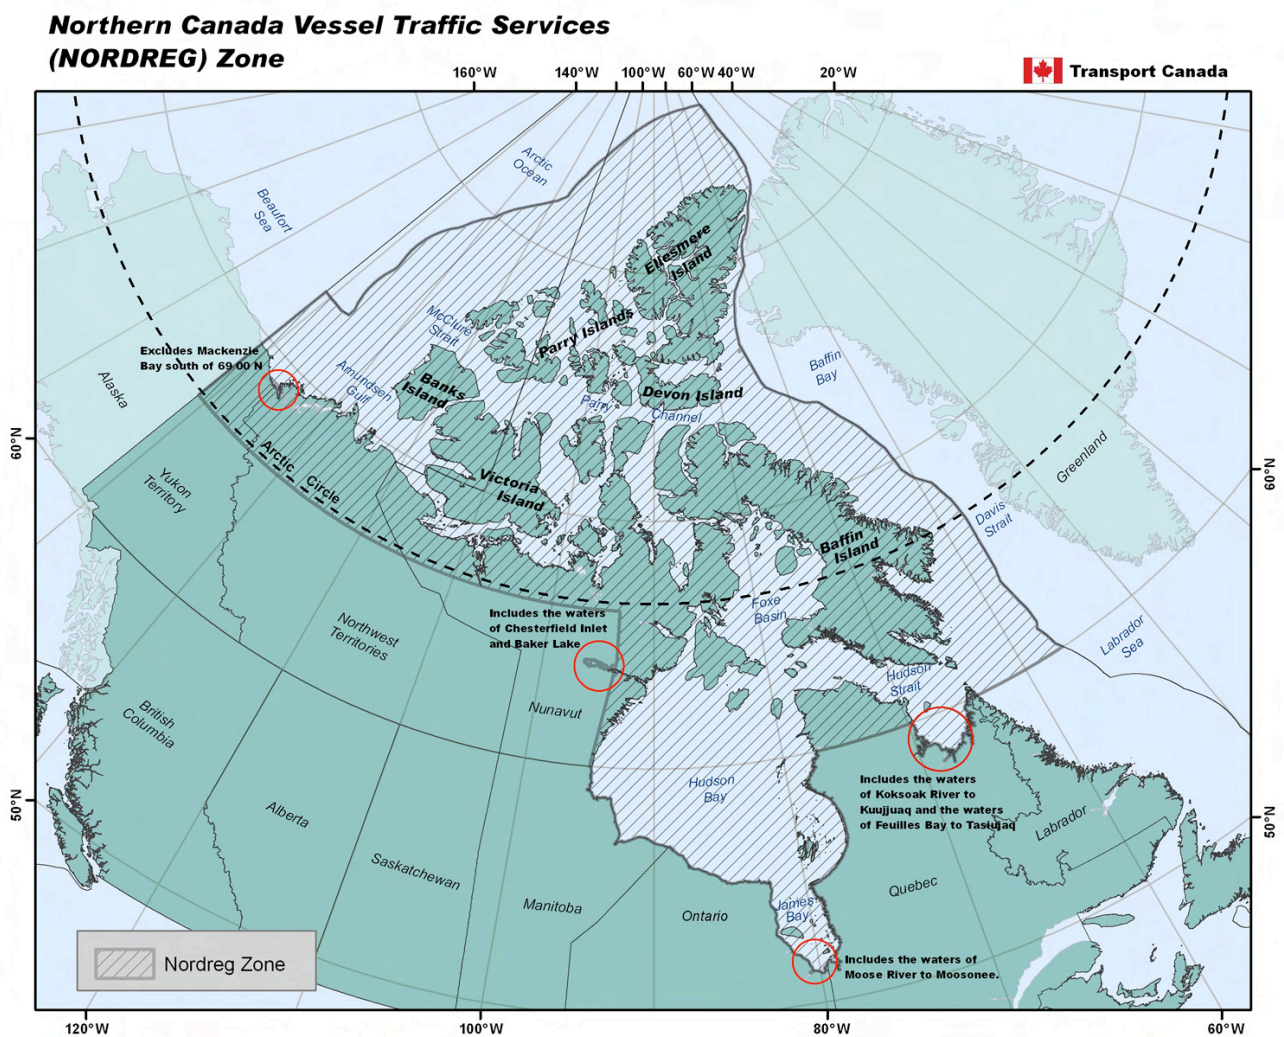 Northern Canada Vessel Traffic Services
(NORDREG) Zone
Transport Canada
160°W
140°W
100°W
60°W
40°W
20°W
Arctic
Ocean
Beaufort
Sea
Ellesmere
Island
McClure
Strait
Parry Islands
Excludes Mackenzie
Bay south of 69 00 N
Amundsen
Gulf
Banks
Island
Parry
Channel
Devon Island
Baffin
Bay
Alaska
60°N
Arctic Circle
Yukon
Territory
Victoria
Island
Greenland
60°N
Davis
Strait
Baffin
Island
Foxe
Basin
Includes the waters
of Chesterfield Inlet
and Baker Lake
Northwest
Territories
Labrador
Sea
Hudson
Strait
Nunavut
British
Columbia
Hudson
Bay
Includes the waters
of Koksoak River to
Kuujjuaq and the waters
of Feuilles Bay to Tasiujaq
50°N
50°N
Alberta
Labrador
Saskatchewan
Quebec
Manitoba
Ontario
James
Bay
Nordreg Zone
Includes the waters of
Moose River to Moosonee.
120°W
100°W
80°W
60°W